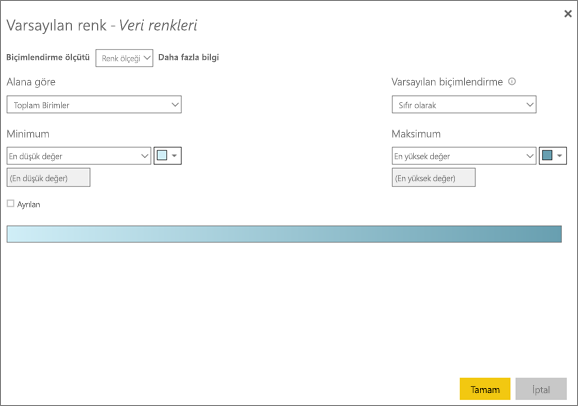 Varsayılan renk - Veri renkleri
Biçimlendirme ölçütü Renk ölçeği Daha fazla bilgi
Alana göre Varsayılan biçimlendirme
Toplam Birimler Sıfır olarak
Minimum Maksimum
En düşük değer En yüksek değer
(En düşük değer) (En yüksek değer)
Ayrılan
Tamam İptal